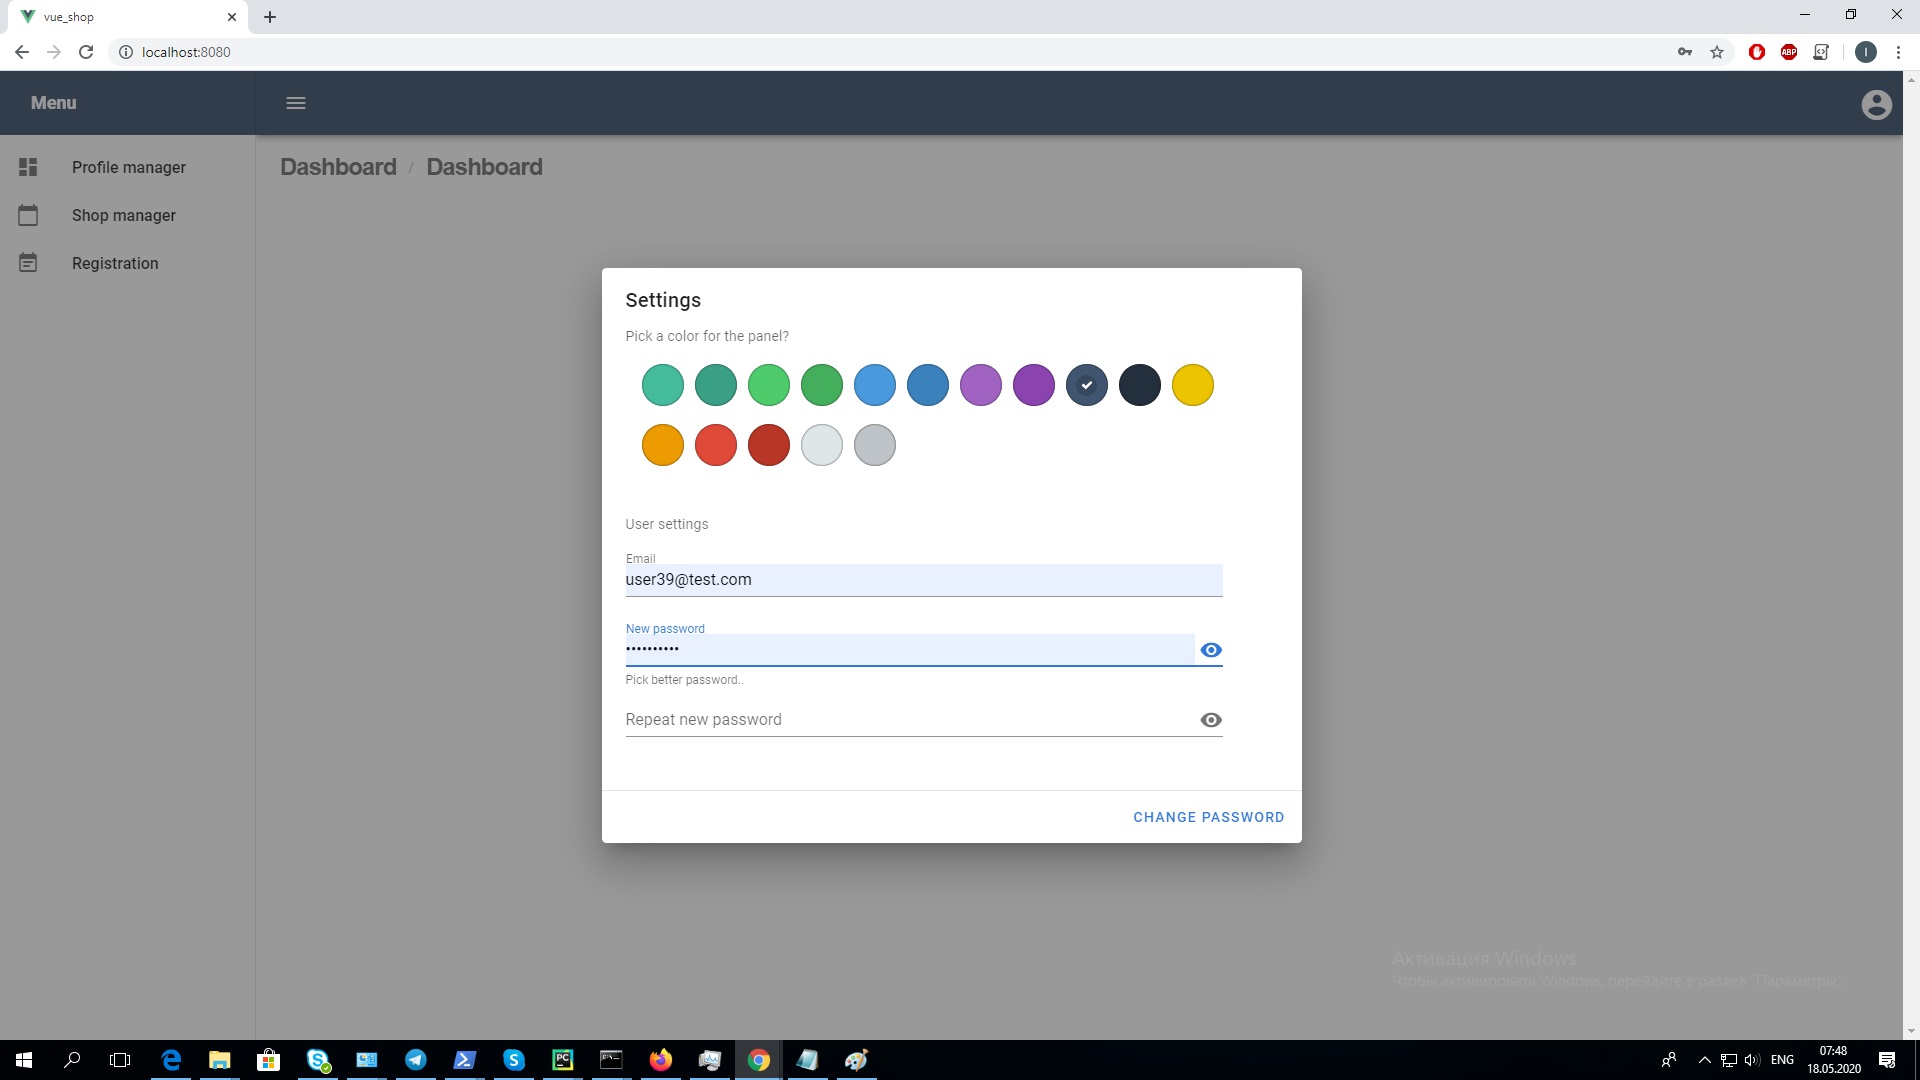 vue_shop
localhost:8080
ABP
I
Menu
Profile manager
Shop manager
Registration
Dashboard / Dashboard
Settings
Pick a color for the panel?
User settings
Email
user39@test.com
New password
••••••••••
Pick better password..
Repeat new password
CHANGE PASSWORD
Активация Windows
Чтобы активировать Windows, перейдите в раздел "Параметры".
PC
ENG
07:48
18.05.2020